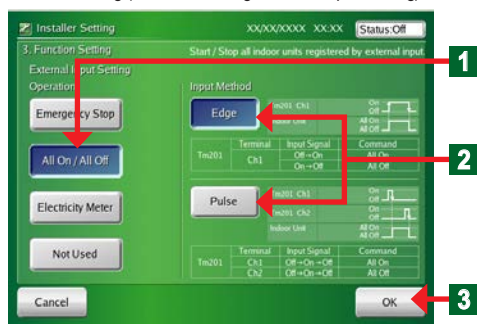 Installer Setting XX/XX/XXXX XX:XX Status:Off
3. Function Setting Start / Stop all indoor units registered by external input.
External Input Setting
Operation
Input Method
Emergency Stop
All On / All Off
Electricity Meter
Not Used
Edge
Tm201 Ch1 On Off
Indoor Unit All On All Off
Terminal Input Signal Command
Tm201 Ch1 Off→On All On
On→Off All Off
Pulse
Tm201 Ch1 On Off
Tm201 Ch2 On Off
Indoor Unit All On All Off
Terminal Input Signal Command
Tm201 Ch1 Off→On→Off All On
Ch2 Off→On→Off All Off
Cancel
OK
1
2
3